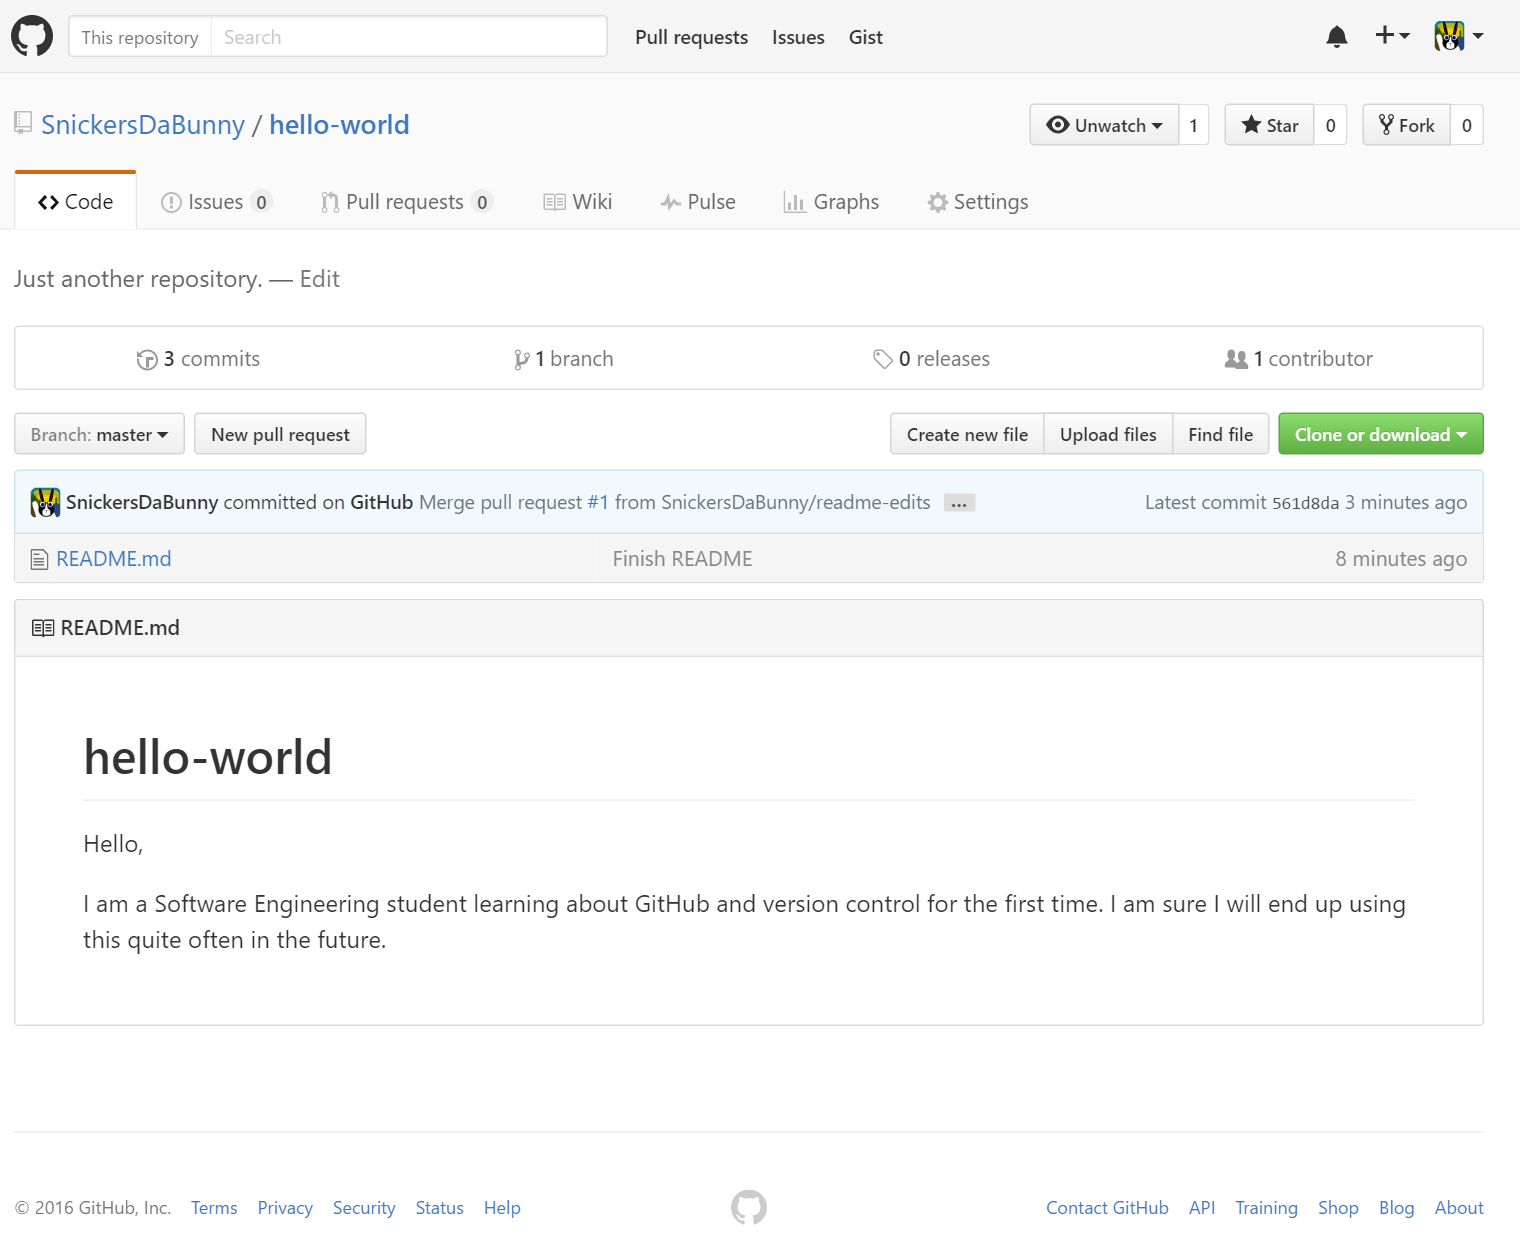 This repository Search Pull requests Issues Gist
SnickersDaBunny / hello-world Unwatch 1 Star 0 Fork 0
Code Issues 0 Pull requests 0 Wiki Pulse Graphs Settings
Just another repository. — Edit
3 commits 1 branch 0 releases 1 contributor
Branch: master New pull request Create new file Upload files Find file Clone or download
SnickersDaBunny committed on GitHub Merge pull request #1 from SnickersDaBunny/readme-edits ... Latest commit 561d8da 3 minutes ago
README.md Finish README 8 minutes ago
README.md
hello-world
Hello,
I am a Software Engineering student learning about GitHub and version control for the first time. I am sure I will end up using
this quite often in the future.
© 2016 GitHub, Inc. Terms Privacy Security Status Help Contact GitHub API Training Shop Blog About